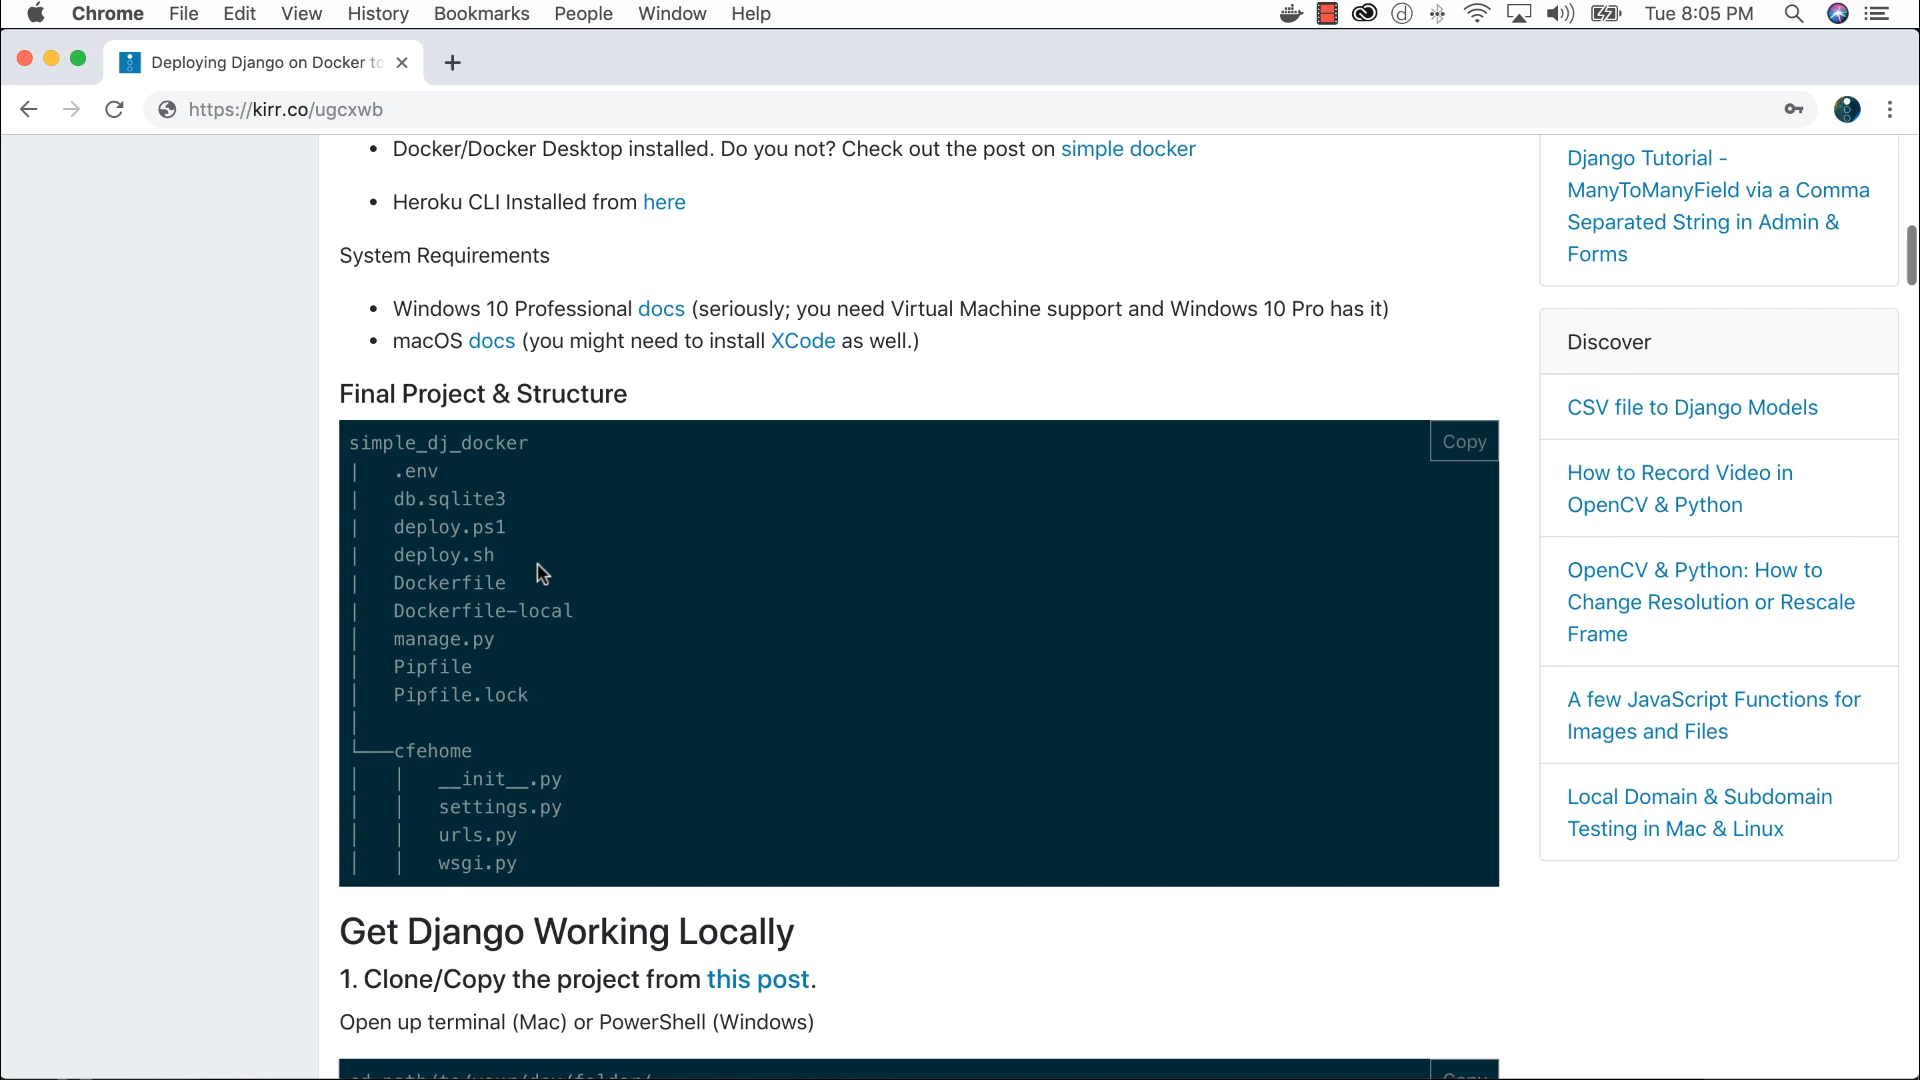 Chrome File Edit View History Bookmarks People Window Help Tue 8:05 PM
Deploying Django on Docker to
https://kirr.co/ugcxwb
• Docker/Docker Desktop installed. Do you not? Check out the post on simple docker
• Heroku CLI Installed from here
System Requirements
• Windows 10 Professional docs (seriously; you need Virtual Machine support and Windows 10 Pro has it)
• macOS docs (you might need to install XCode as well.)
Final Project & Structure
Copy
simple_dj_docker
|   .env
|   db.sqlite3
|   deploy.ps1
|   deploy.sh
|   Dockerfile
|   Dockerfile-local
|   manage.py
|   Pipfile
|   Pipfile.lock
|
└───cfehome
|   |   __init__.py
|   |   settings.py
|   |   urls.py
|   |   wsgi.py
Get Django Working Locally
1. Clone/Copy the project from this post.
Open up terminal (Mac) or PowerShell (Windows)
cd path/to/your/dev/folder/
Copy
Django Tutorial -
ManyToManyField via a Comma
Separated String in Admin &
Forms
Discover
CSV file to Django Models
How to Record Video in
OpenCV & Python
OpenCV & Python: How to
Change Resolution or Rescale
Frame
A few JavaScript Functions for
Images and Files
Local Domain & Subdomain
Testing in Mac & Linux